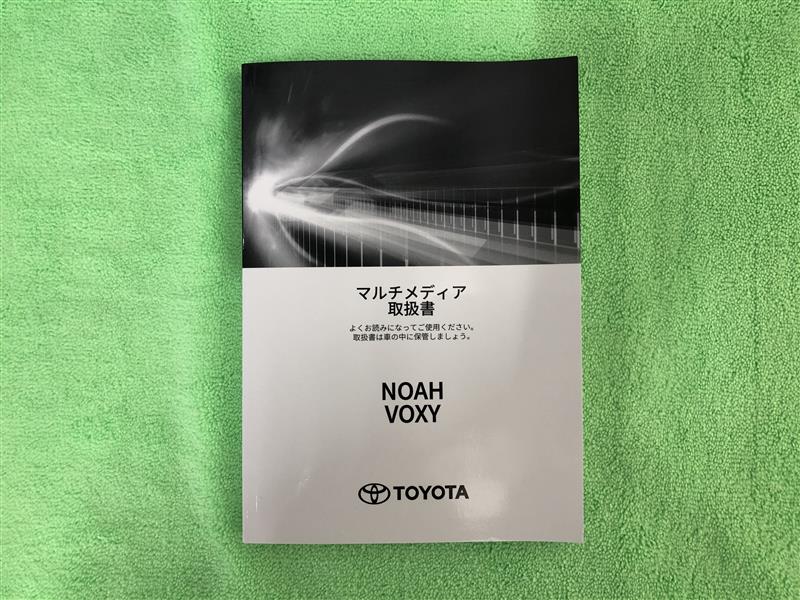 マルチメディア
取扱書
よくお読みになってご使用ください。
取扱書は車の中に保管しましょう。
NOAH
VOXY
TOYOTA